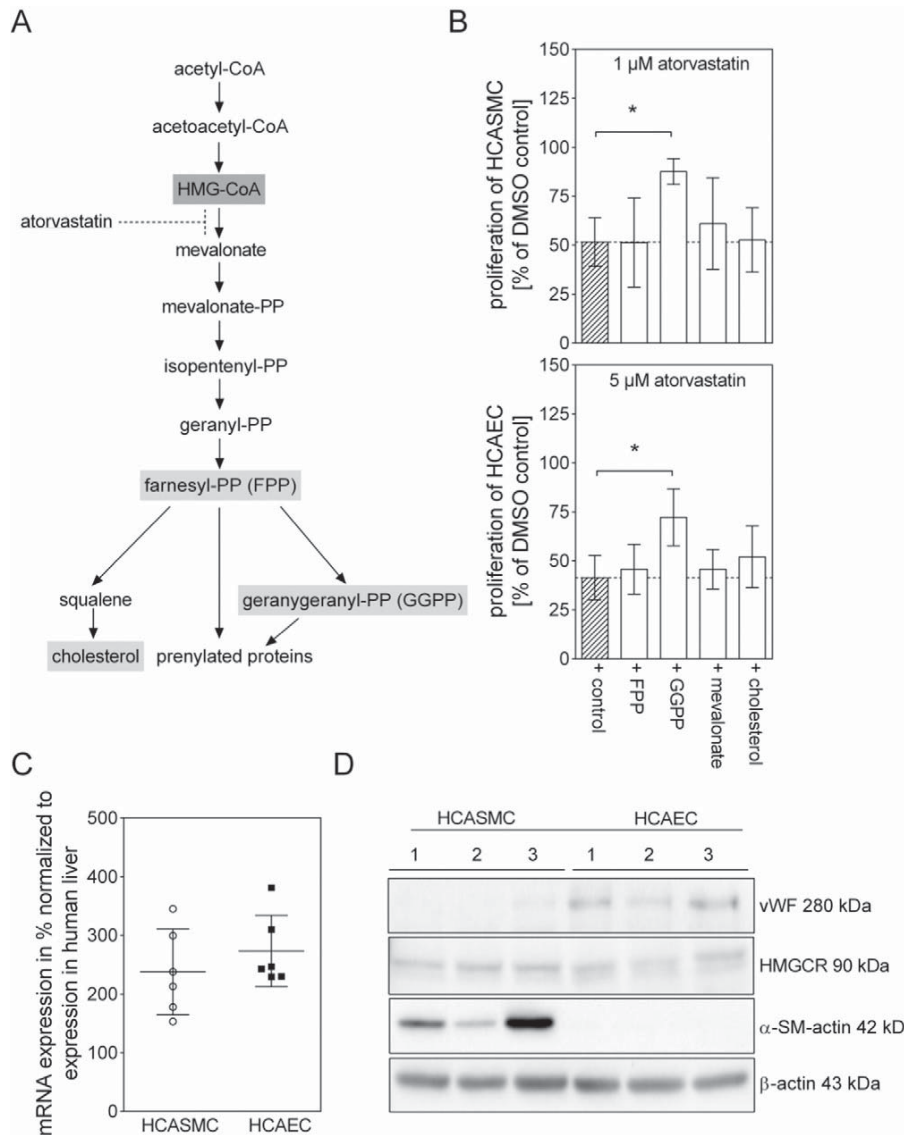 A
acetyl-CoA
acetoacetyl-CoA
HMG-CoA
atorvastatin
mevalonate
mevalonate-PP
isopentenyl-PP
geranyl-PP
farnesyl-PP (FPP)
squalene
geranygeranyl-PP (GGPP)
cholesterol
prenylated proteins
B
proliferation of HCASMC
[% of DMSO control]
150
125
100
75
50
25
0
1 µM atorvastatin
*
proliferation of HCAEC
[% of DMSO control]
150
125
100
75
50
25
0
5 µM atorvastatin
*
+ control
+ FPP
+ GGPP
+ mevalonate
+ cholesterol
C
mRNA expression in % normalized to
expression in human liver
500
400
300
200
100
0
HCASMC
HCAEC
D
HCASMC HCAEC
1 2 3 1 2 3
vWF 280 kDa
HMGCR 90 kDa
α-SM-actin 42 kD
β-actin 43 kDa